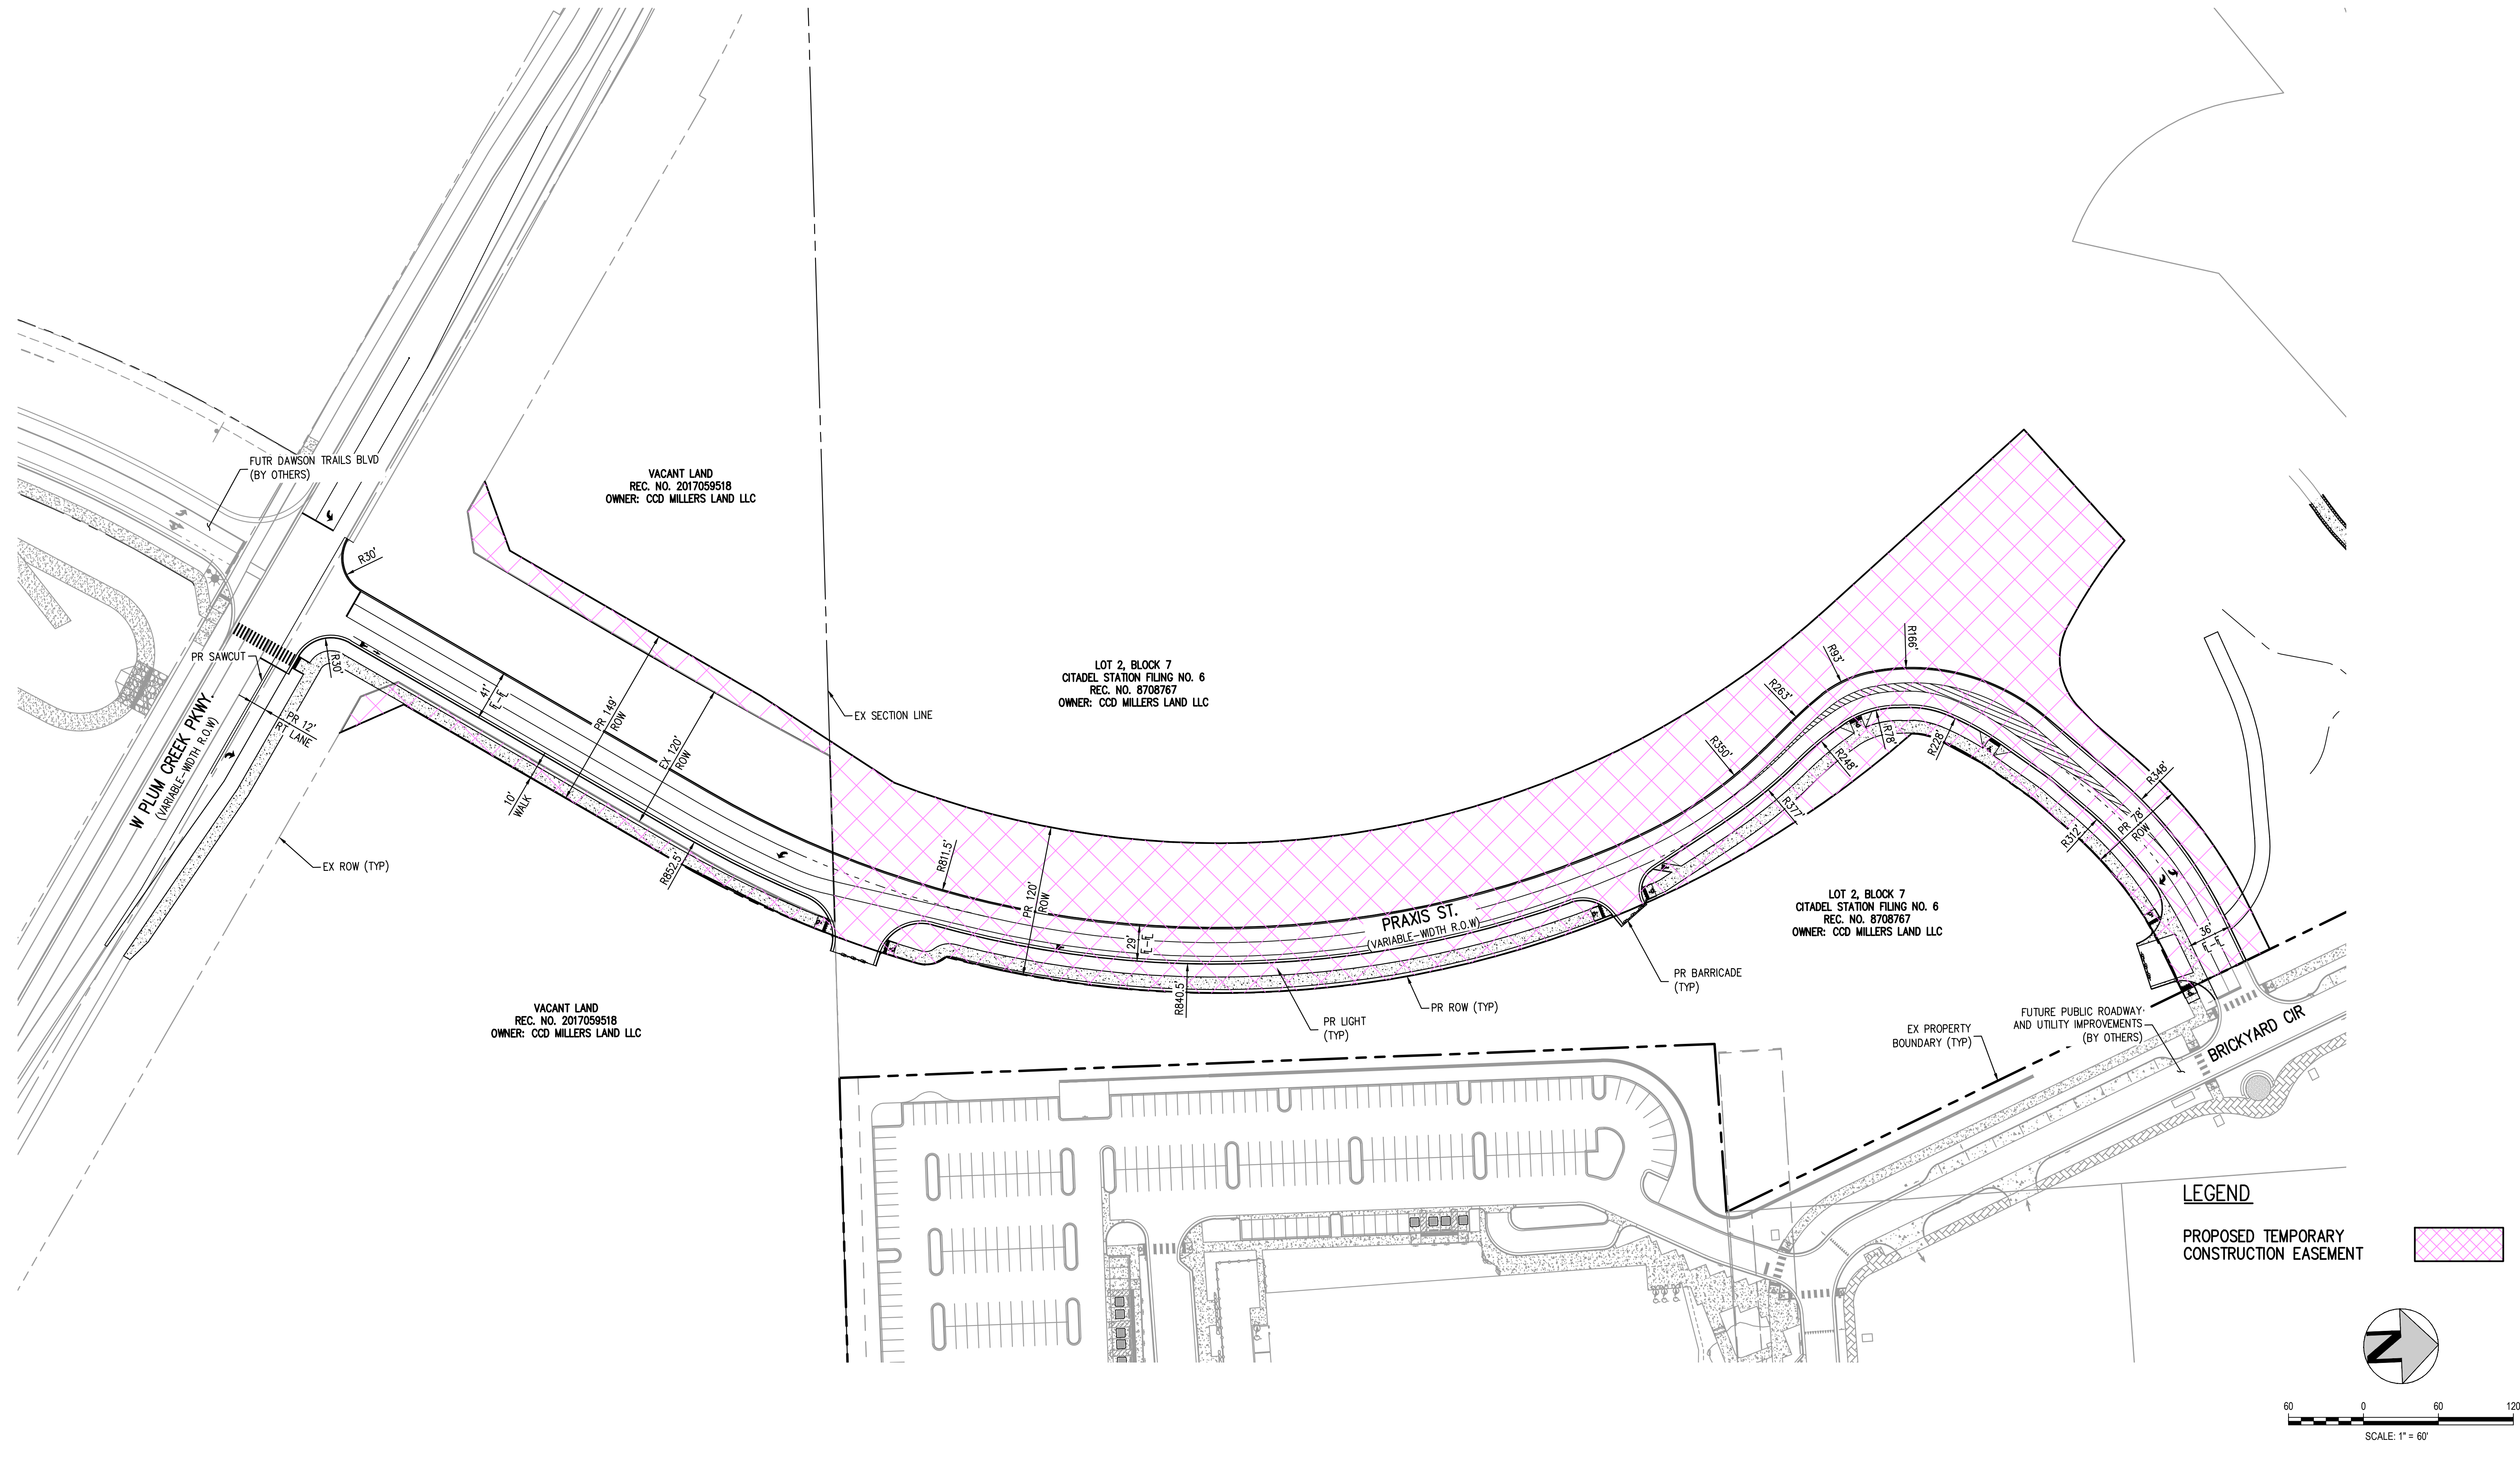 FUTR DAWSON TRAILS BLVD
(BY OTHERS)
VACANT LAND
REC. NO. 2017059518
OWNER: CCD MILLERS LAND LLC
R30'
PR SAWCUT
R30'
PR 12'
RT LANE
W PLUM CREEK PKWY.
(VARIABLE-WIDTH R.O.W)
41'
FL-FL
PR 149'
ROW
EX 120'
ROW
10'
WALK
EX ROW (TYP)
R852.5'
EX SECTION LINE
LOT 2, BLOCK 7
CITADEL STATION FILING NO. 6
REC. NO. 8708767
OWNER: CCD MILLERS LAND LLC
R811.5'
PR 120'
ROW
29'
FL-FL
R840.5'
PRAXIS ST.
(VARIABLE-WIDTH R.O.W)
PR LIGHT
(TYP)
PR ROW (TYP)
PR BARRICADE
(TYP)
R350'
R263'
R93'
R166'
R377'
R248'
R78'
R228'
R348'
R312'
PR 78'
ROW
36'
FL-FL
LOT 2, BLOCK 7
CITADEL STATION FILING NO. 6
REC. NO. 8708767
OWNER: CCD MILLERS LAND LLC
VACANT LAND
REC. NO. 2017059518
OWNER: CCD MILLERS LAND LLC
EX PROPERTY
BOUNDARY (TYP)
FUTURE PUBLIC ROADWAY
AND UTILITY IMPROVEMENTS
(BY OTHERS)
BRICKYARD CIR
LEGEND
PROPOSED TEMPORARY
CONSTRUCTION EASEMENT
N
60 0 60 120
SCALE: 1" = 60'